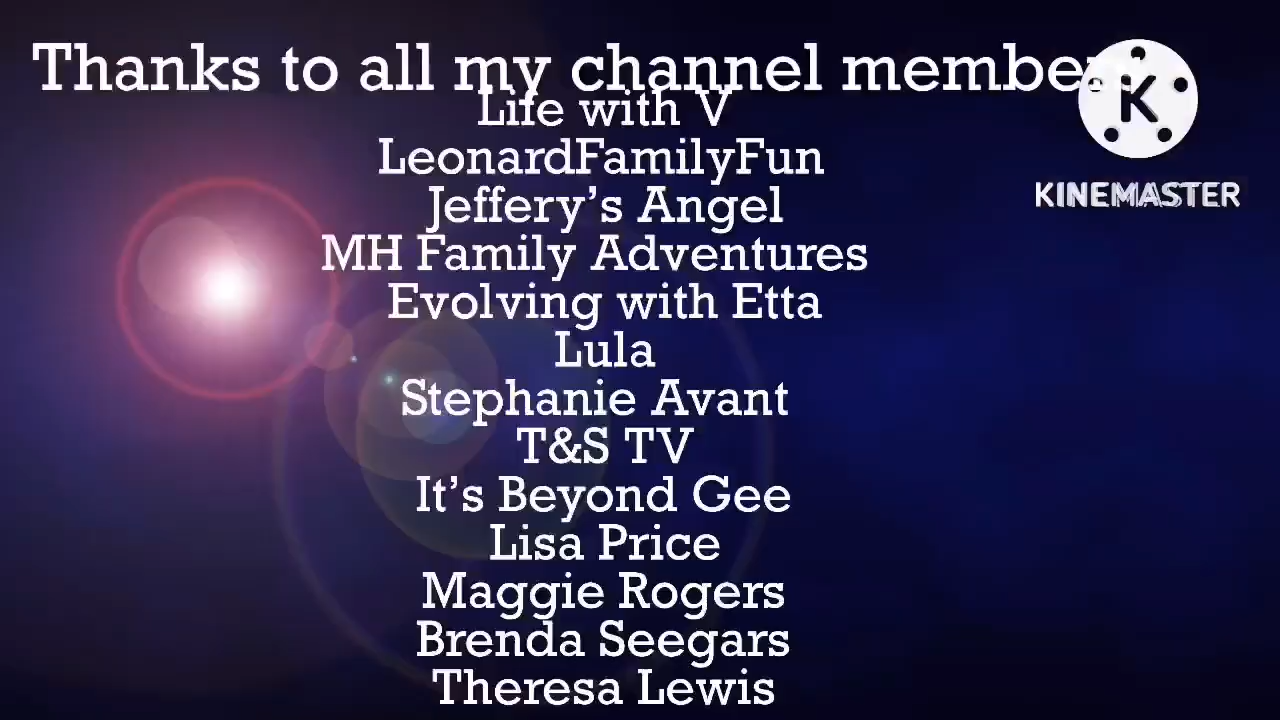 Thanks to all my channel member
Life with V
LeonardFamilyFun
Jeffery’s Angel
MH Family Adventures
Evolving with Etta
Lula
Stephanie Avant
T&S TV
It’s Beyond Gee
Lisa Price
Maggie Rogers
Brenda Seegars
Theresa Lewis
K
KINEMASTER